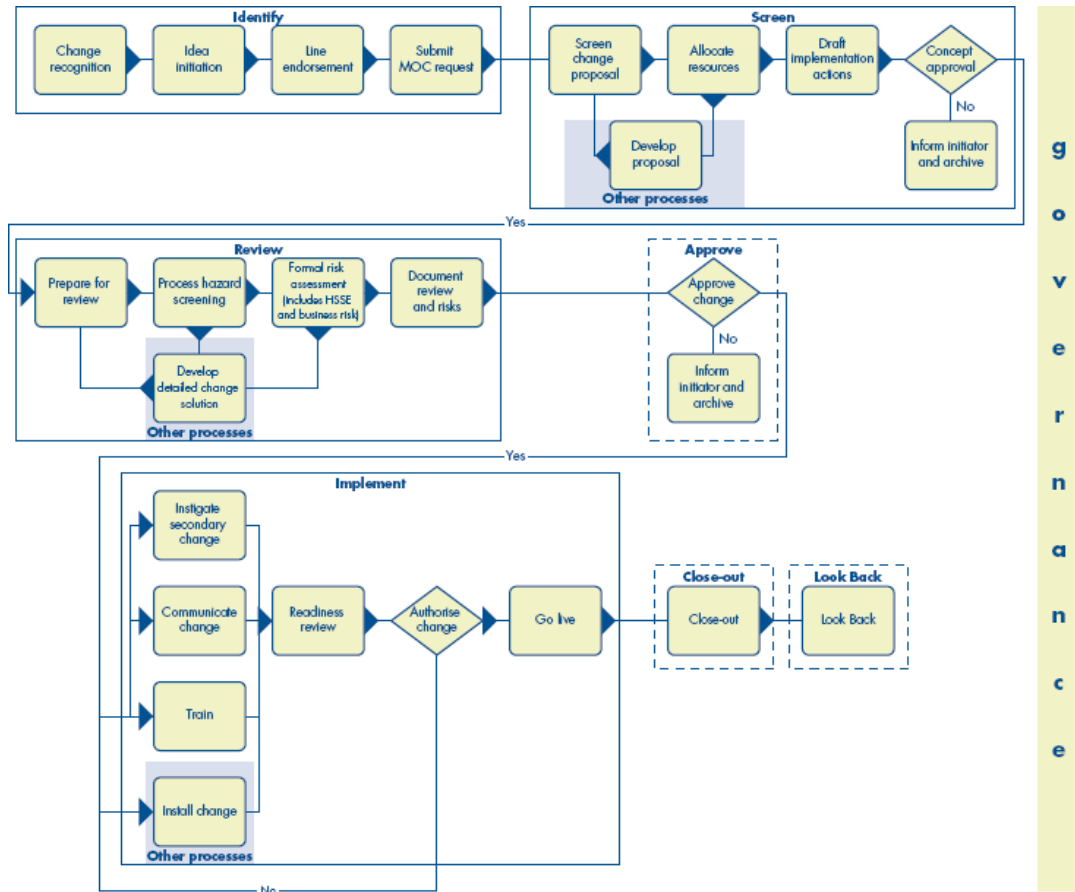 Identify
Change
recognition
Idea
initiation
Line
endorsement
Submit
MOC request
Screen
Screen
change
proposal
Allocate
resources
Draft
implementation
actions
Concept
approval
No
Develop
proposal
Other processes
Inform initiator
and archive
Yes
Review
Prepare for
review
Process hazard
screening
Formal risk
assessment
(includes HSSE
and business risk)
Document
review
and risks
Develop
detailed change
solution
Other processes
Approve
Approve
change
No
Inform
initiator and
archive
Yes
Implement
Instigate
secondary
change
Communicate
change
Train
Install change
Other processes
Readiness
review
Authorise
change
Go live
No
Close-out
Close-out
Look Back
Look Back
g
o
v
e
r
n
a
n
c
e